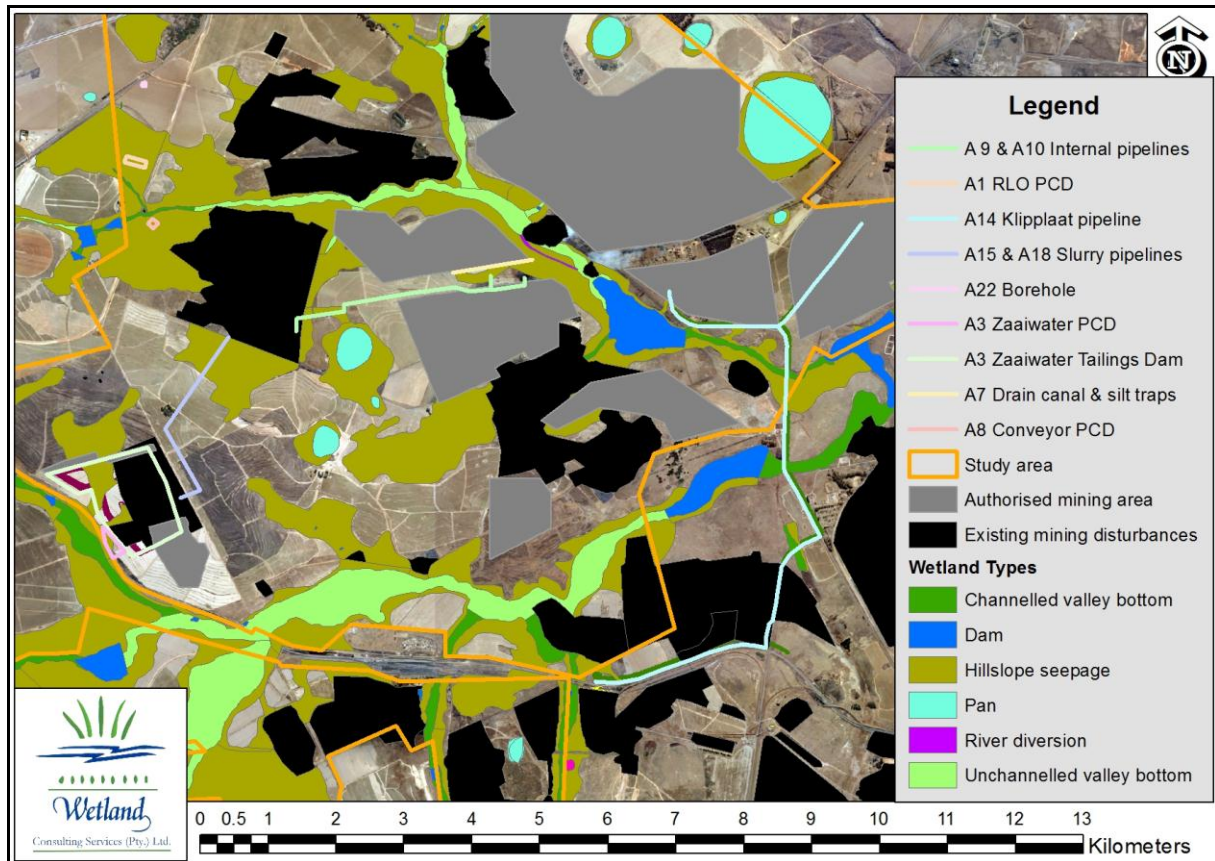 N
Legend
A 9 & A10 Internal pipelines
A1 RLO PCD
A14 Klipplaat pipeline
A15 & A18 Slurry pipelines
A22 Borehole
A3 Zaaiwater PCD
A3 Zaaiwater Tailings Dam
A7 Drain canal & silt traps
A8 Conveyor PCD
Study area
Authorised mining area
Existing mining disturbances
Wetland Types
Channelled valley bottom
Dam
Hillslope seepage
Pan
River diversion
Unchannelled valley bottom
Wetland
Consulting Services (Pty.) Ltd.
0 0.5 1 2 3 4 5 6 7 8 9 10 11 12 13
Kilometers